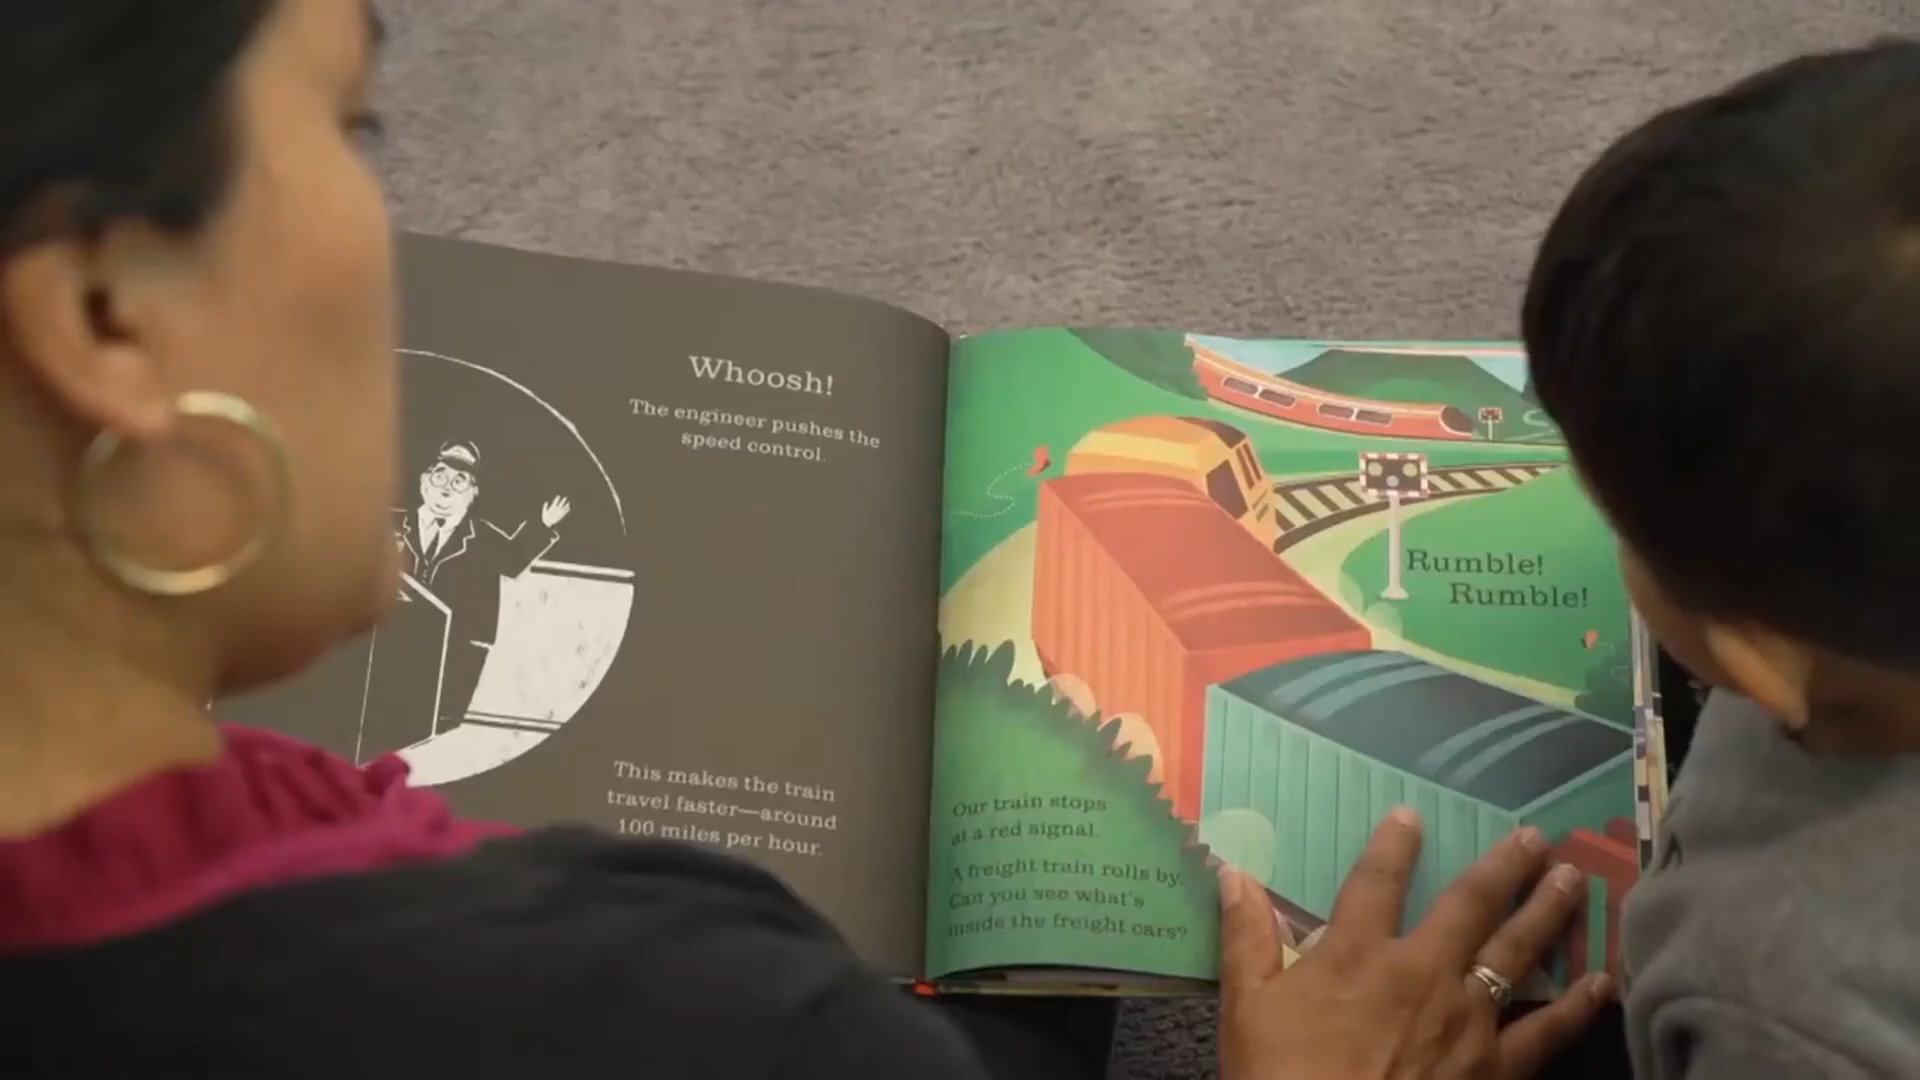 Whoosh!
The engineer pushes the
speed control.
This makes the train
travel faster—around
100 miles per hour.
Rumble!
Rumble!
Our train stops
at a red signal.
A freight train rolls by.
Can you see what's
inside the freight cars?